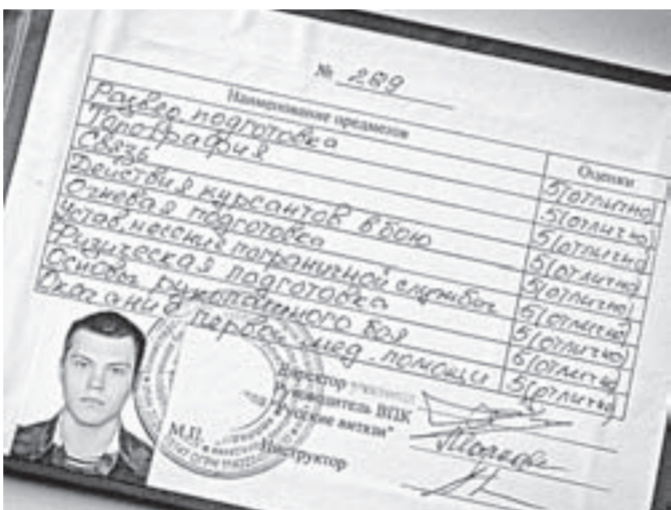 № 289
Наименование предметов Оценки
Развед. подготовка 5(отлично)
Топография 5(отлично)
Связь 5(отлично)
Действия курсантов в бою 5(отлично)
Огневая подготовка 5(отлично)
Устав. несения пограничной службы 5(отлично)
Физическая подготовка 5(отлично)
Основы рукопашного боя 5(отлично)
Оказание первой мед. помощи 5(отлично)
Директор
Руководитель ВПК
"Русские витязи"
М.П. Инструктор